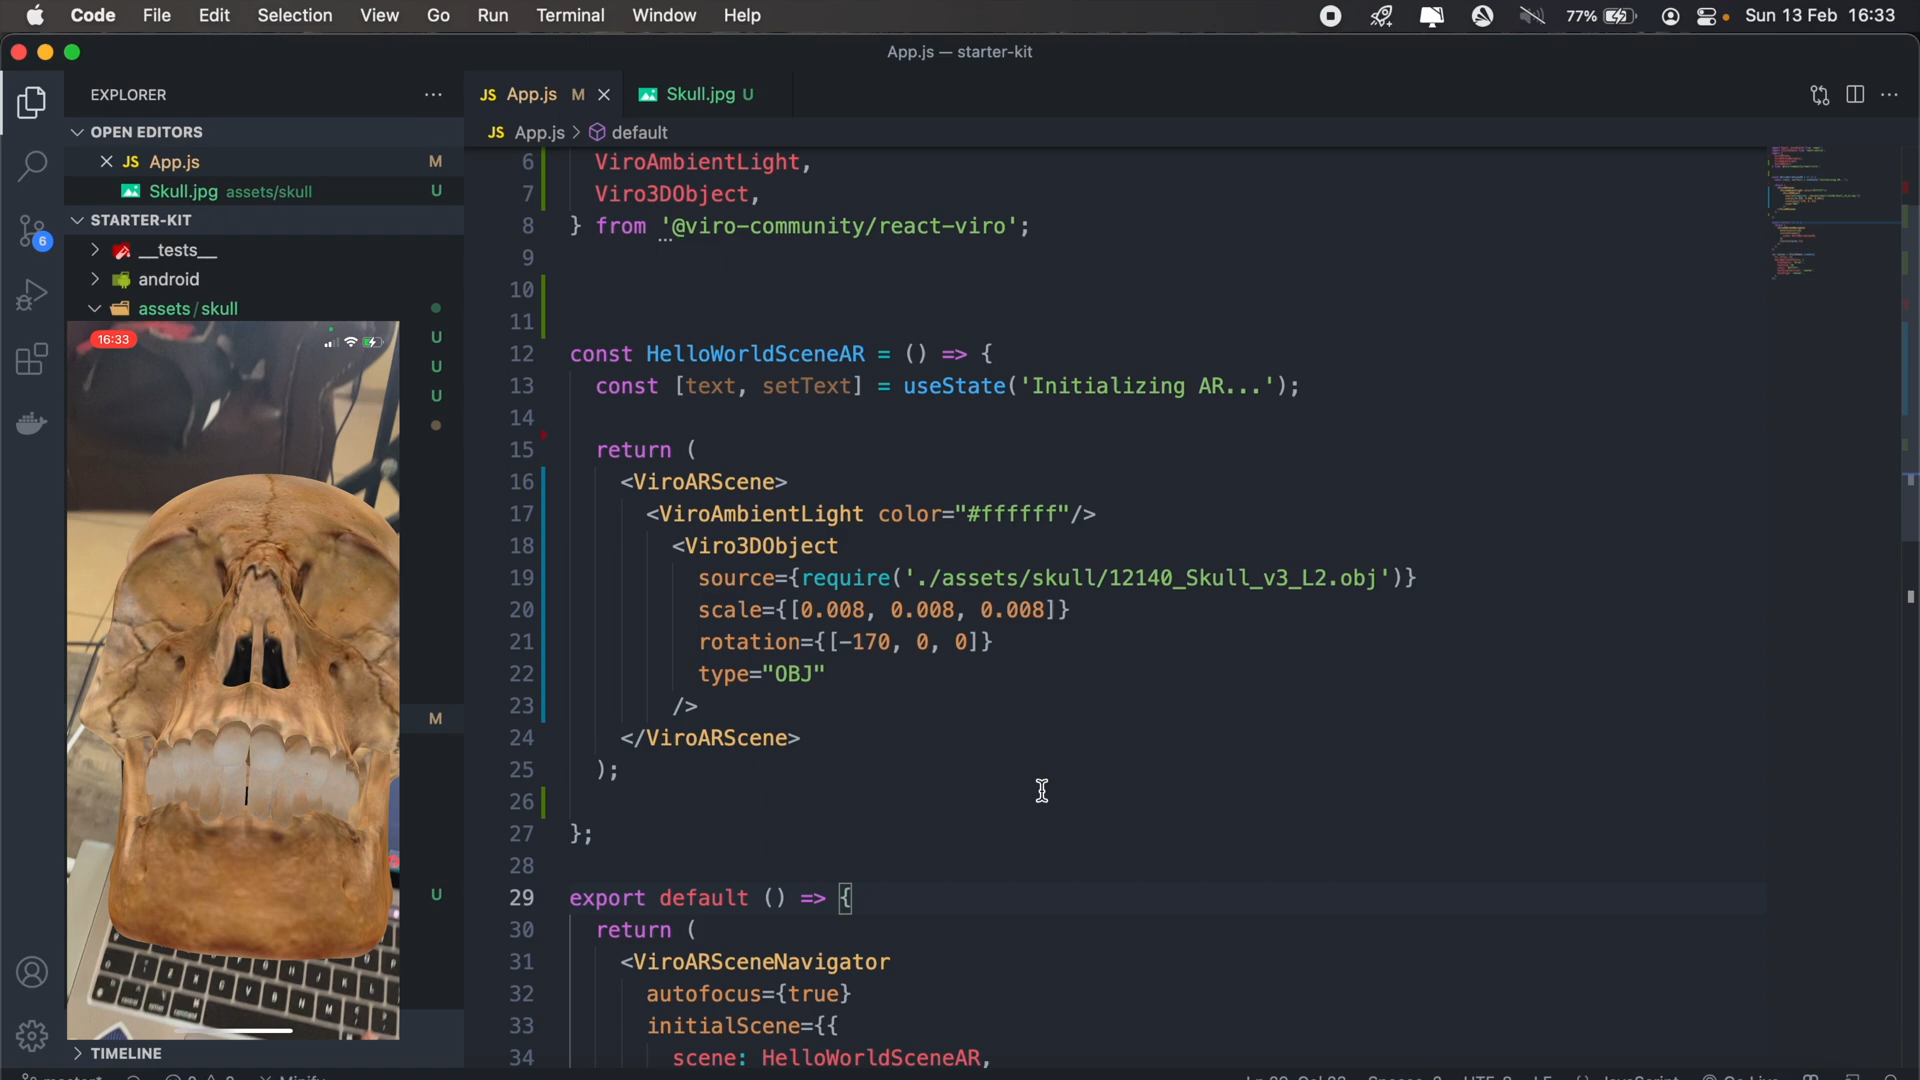 Code File Edit Selection View Go Run Terminal Window Help 77% Sun 13 Feb 16:33
App.js — starter-kit
EXPLORER
JS App.js M
Skull.jpg U
OPEN EDITORS
JS App.js M
Skull.jpg assets/skull U
JS App.js > default
STARTER-KIT
6
__tests__
android
assets/skull
16:33
U
U
U
M
U
TIMELINE
6 ViroAmbientLight,
7 Viro3DObject,
8 } from '@viro-community/react-viro';
9
10
11
12 const HelloWorldSceneAR = () => {
13 const [text, setText] = useState('Initializing AR...');
14
15 return (
16 <ViroARScene>
17 <ViroAmbientLight color="#ffffff"/>
18 <Viro3DObject
19 source={require('./assets/skull/12140_Skull_v3_L2.obj')}
20 scale={[0.008, 0.008, 0.008]}
21 rotation={[-170, 0, 0]}
22 type="OBJ"
23 />
24 </ViroARScene>
25 );
26
27 };
28
29 export default () => {
30 return (
31 <ViroARSceneNavigator
32 autofocus={true}
33 initialScene={{
34 scene: HelloWorldSceneAR,